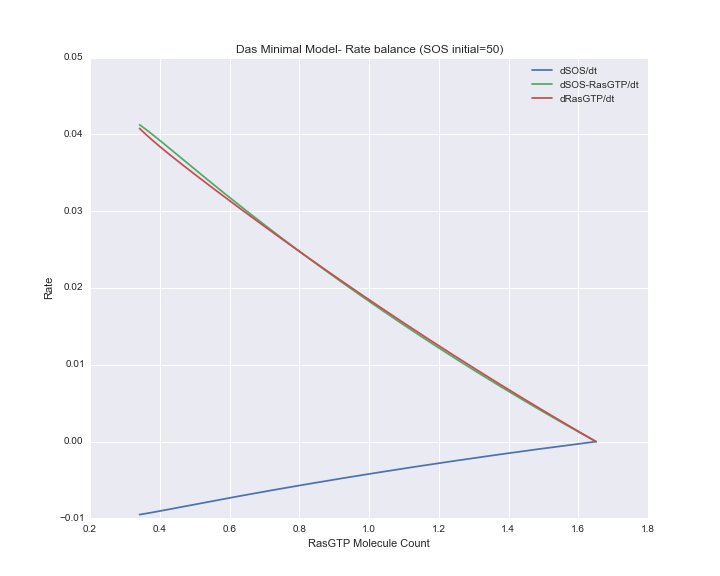 Das Minimal Model- Rate balance (SOS initial=50)
dSOS/dt
dSOS-RasGTP/dt
dRasGTP/dt
0.05
0.04
0.03
0.02
0.01
0.00
−0.01
Rate
0.2 0.4 0.6 0.8 1.0 1.2 1.4 1.6 1.8
RasGTP Molecule Count